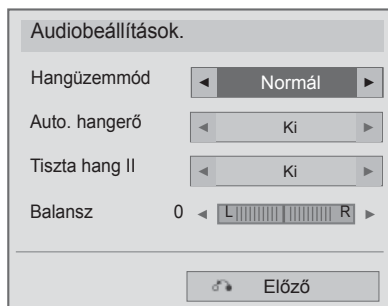 Audiobeállítások.
Hangüzemmód ◄ Normál ►
Auto. hangerő ◄ Ki ►
Tiszta hang II ◄ Ki ►
Balansz 0 ◄ L R ►
Előző